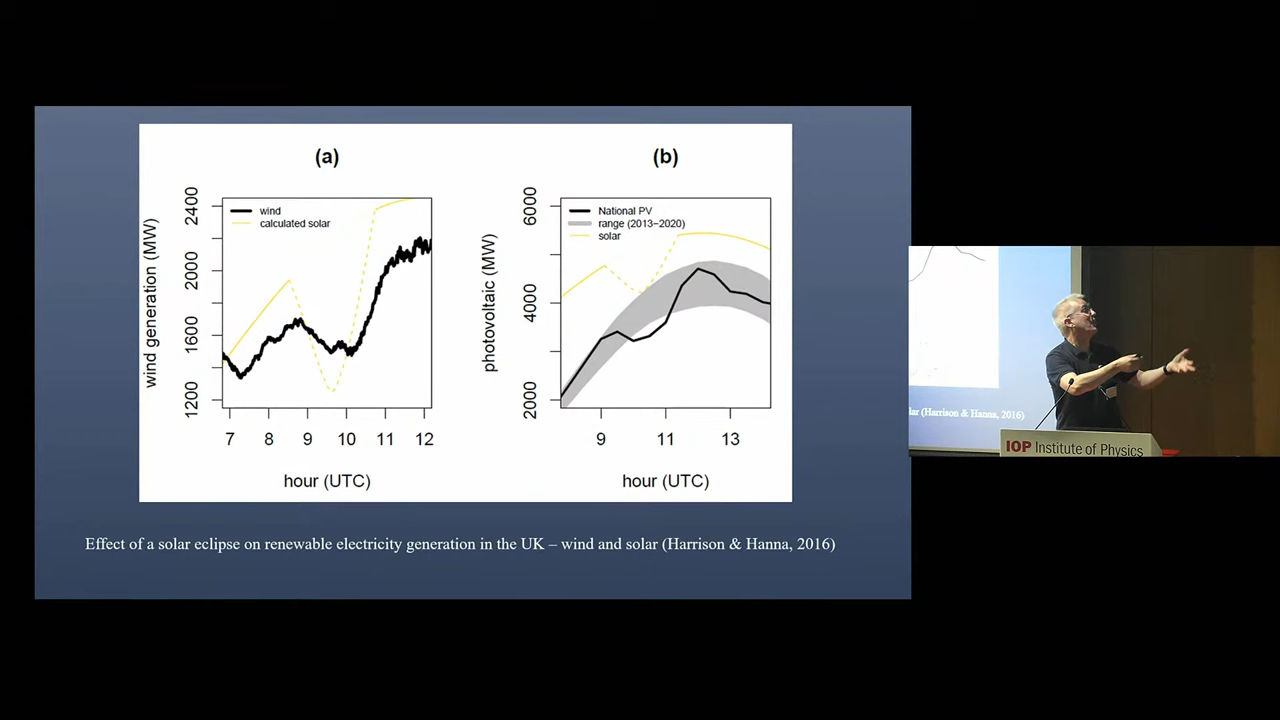 (a)
wind generation (MW)
2400
2000
1600
1200
wind
calculated solar
7 8 9 10 11 12
hour (UTC)
(b)
photovoltaic (MW)
6000
4000
2000
National PV
range (2013−2020)
solar
9 11 13
hour (UTC)
Effect of a solar eclipse on renewable electricity generation in the UK – wind and solar (Harrison & Hanna, 2016)
lar (Harrison & Hanna, 2016)
IOP Institute of Physics